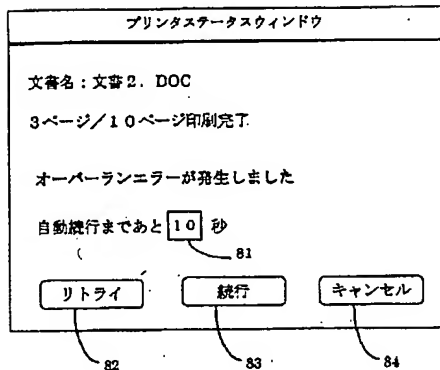 プリンタステータスウィンドウ
文書名：文書2．DOC
3ページ／10ページ印刷完了
オーバーランエラーが発生しました
自動続行まであと 10 秒
81
リトライ 続行 キャンセル
82 83 84